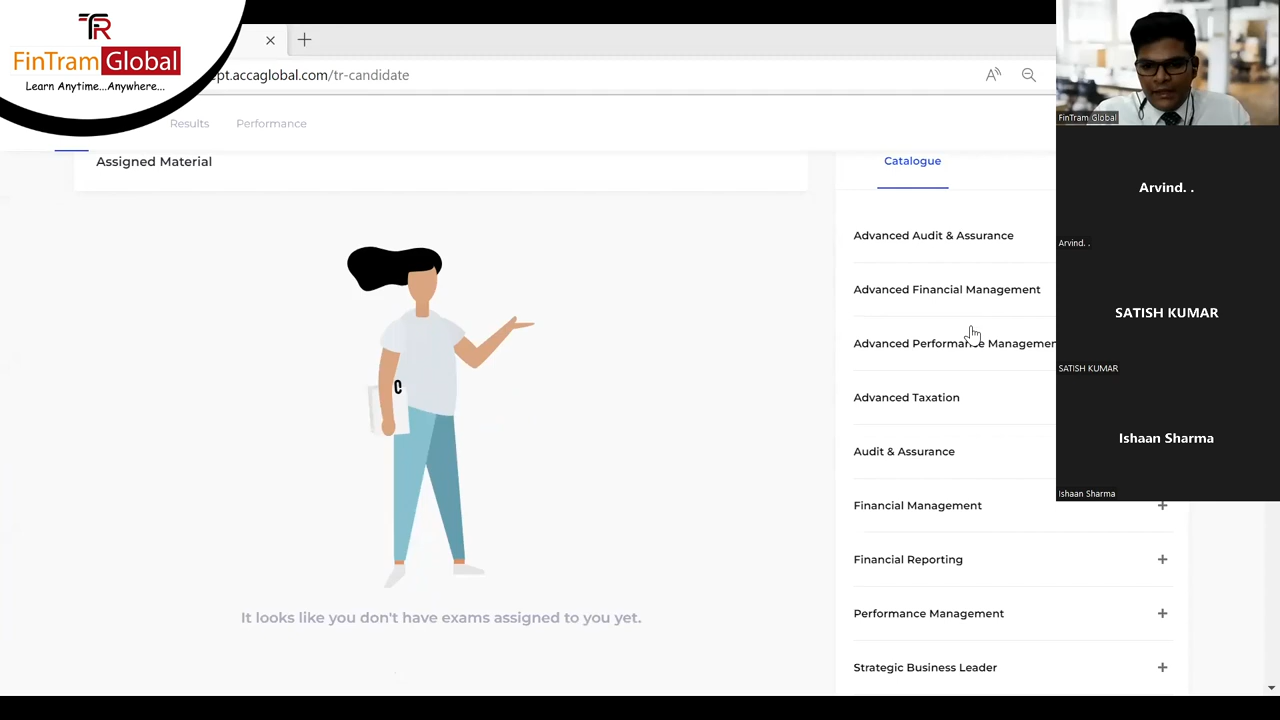 FR
FinTram Global
Learn Anytime...Anywhere...
ept.accaglobal.com/tr-candidate
Results
Performance
Assigned Material
It looks like you don't have exams assigned to you yet.
Catalogue
Advanced Audit & Assurance
Advanced Financial Management
Advanced Performance Managemen
Advanced Taxation
Audit & Assurance
Financial Management
Financial Reporting
Performance Management
Strategic Business Leader
FinTram Global
Arvind. .
Arvind. .
SATISH KUMAR
SATISH KUMAR
Ishaan Sharma
Ishaan Sharma